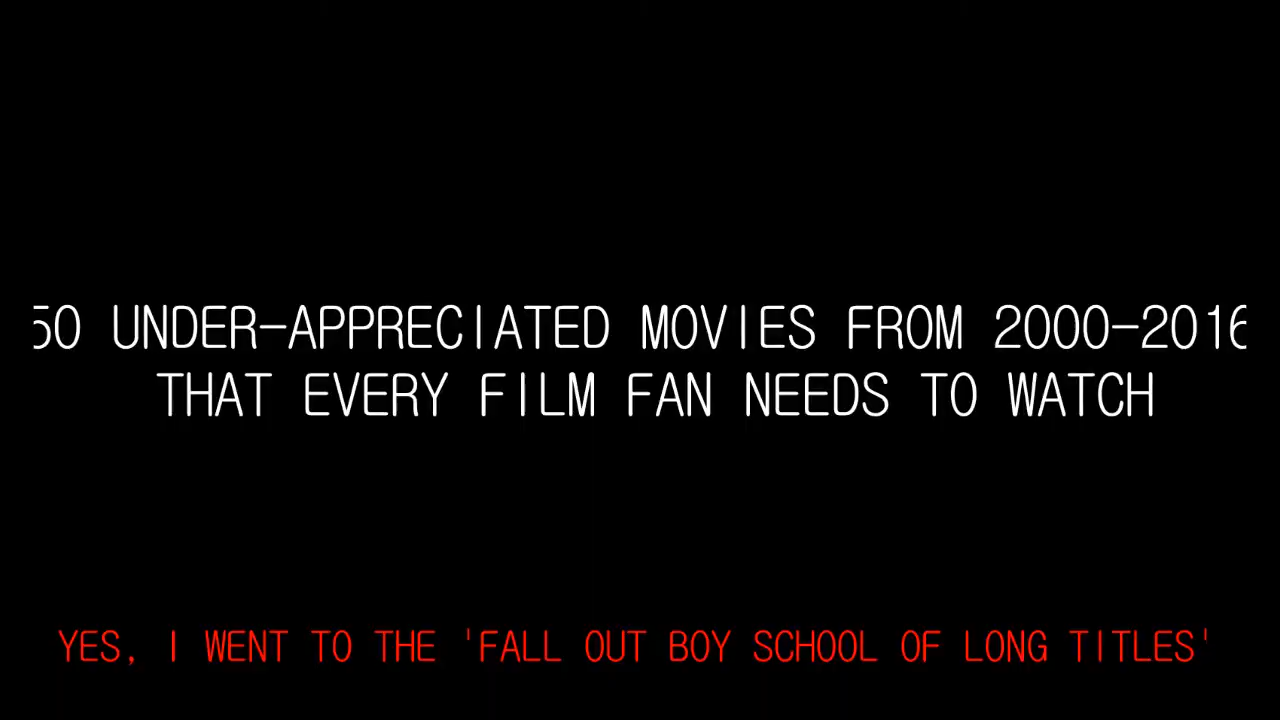 50 UNDER-APPRECIATED MOVIES FROM 2000-2016
THAT EVERY FILM FAN NEEDS TO WATCH
YES, I WENT TO THE 'FALL OUT BOY SCHOOL OF LONG TITLES'